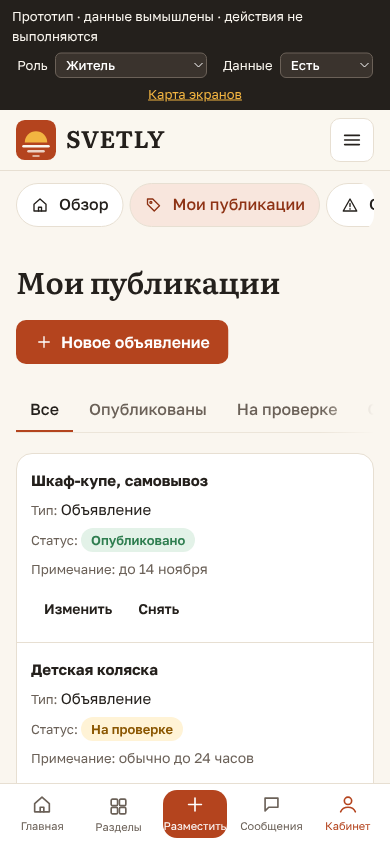 Прототип · данные вымышлены · действия не
выполняются
Роль Житель Данные Есть
Карта экранов
SVETLY
Обзор Мои публикации
Мои публикации
Новое объявление
Все Опубликованы На проверке
Шкаф-купе, самовывоз
Тип: Объявление
Статус: Опубликовано
Примечание: до 14 ноября
Изменить Снять
Детская коляска
Тип: Объявление
Статус: На проверке
Примечание: обычно до 24 часов
Главная Разделы Разместить Сообщения Кабинет